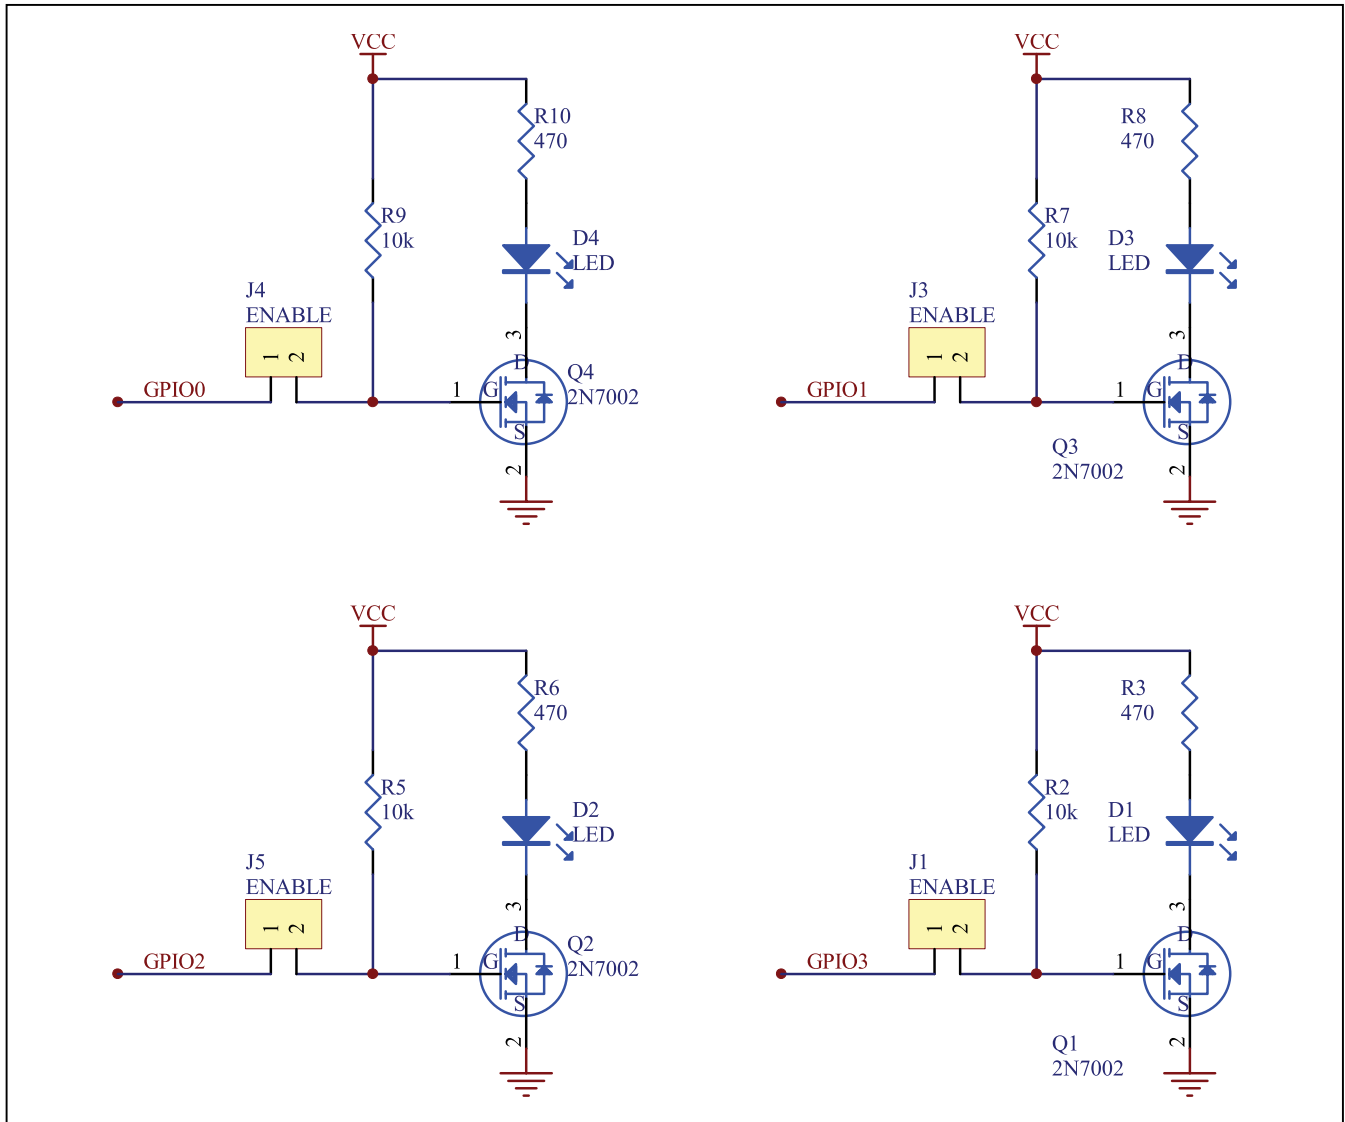 VCC
R10
470
R9
10k
D4
LED
J4
ENABLE
1
2
GPIO0
1
3
D
G
S
2
Q4
2N7002
VCC
R8
470
R7
10k
D3
LED
J3
ENABLE
1
2
GPIO1
1
3
D
G
S
2
Q3
2N7002
VCC
R6
470
R5
10k
D2
LED
J5
ENABLE
1
2
GPIO2
1
3
D
G
S
2
Q2
2N7002
VCC
R3
470
R2
10k
D1
LED
J1
ENABLE
1
2
GPIO3
1
3
D
G
S
2
Q1
2N7002